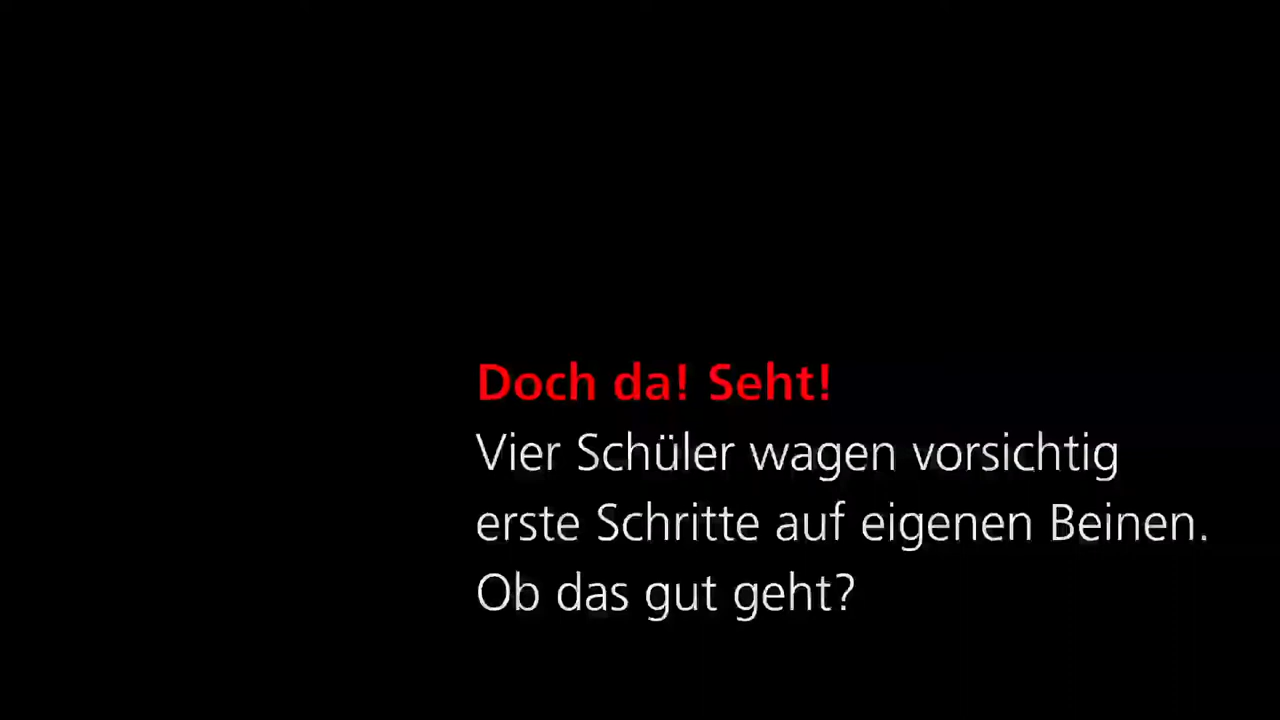 Doch da! Seht!
Vier Schüler wagen vorsichtig
erste Schritte auf eigenen Beinen.
Ob das gut geht?